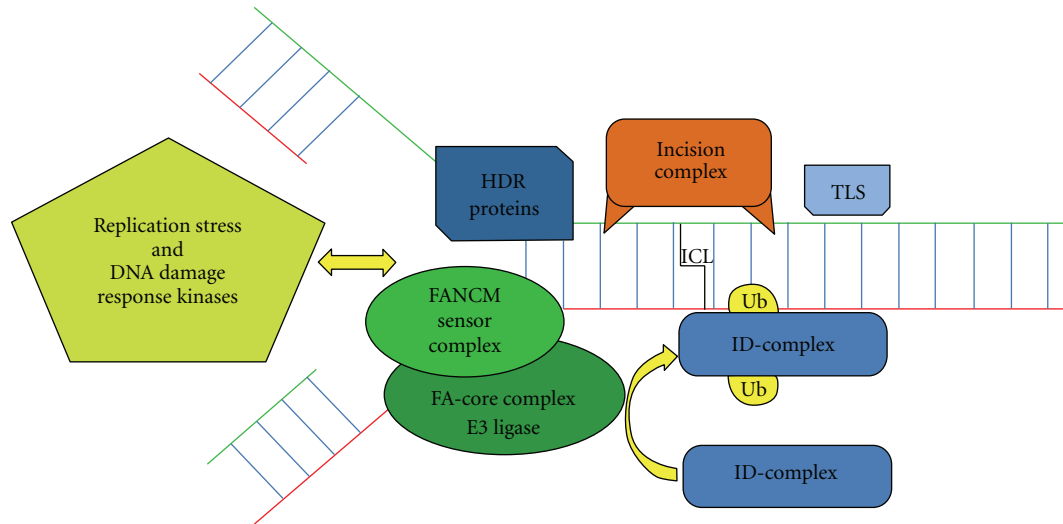 Replication stress
and
DNA damage
response kinases
HDR
proteins
Incision
complex
TLS
ICL
FANCM
sensor
complex
FA-core complex
E3 ligase
Ub
ID-complex
Ub
ID-complex